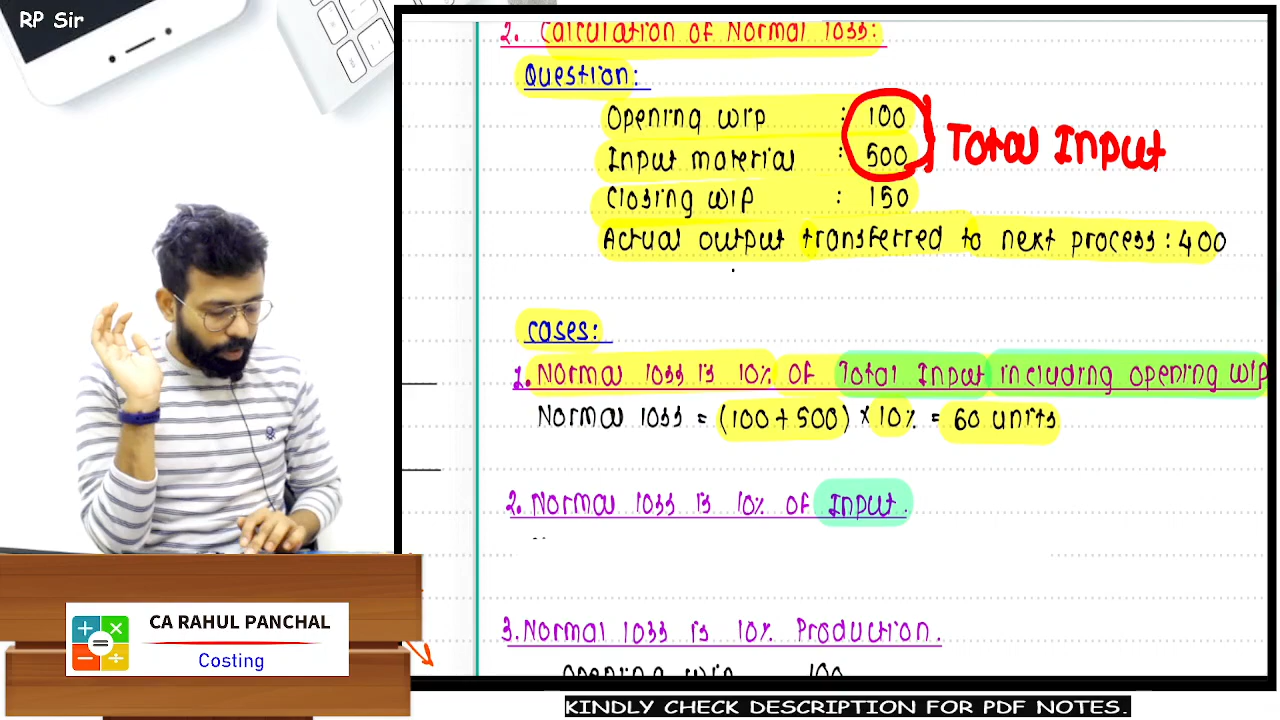 RP Sir
2. Calculation of Normal loss:
Question:
Opening WIP : 100
Input material : 500
Total Input
Closing WIP : 150
Actual output transferred to next process : 400
Cases:
1. Normal loss is 10% of Total Input including opening WIP
Normal loss = (100 + 500) × 10% = 60 units
2. Normal loss is 10% of Input.
3. Normal loss is 10% Production.
Opening WIP 100
CA RAHUL PANCHAL
Costing
KINDLY CHECK DESCRIPTION FOR PDF NOTES.